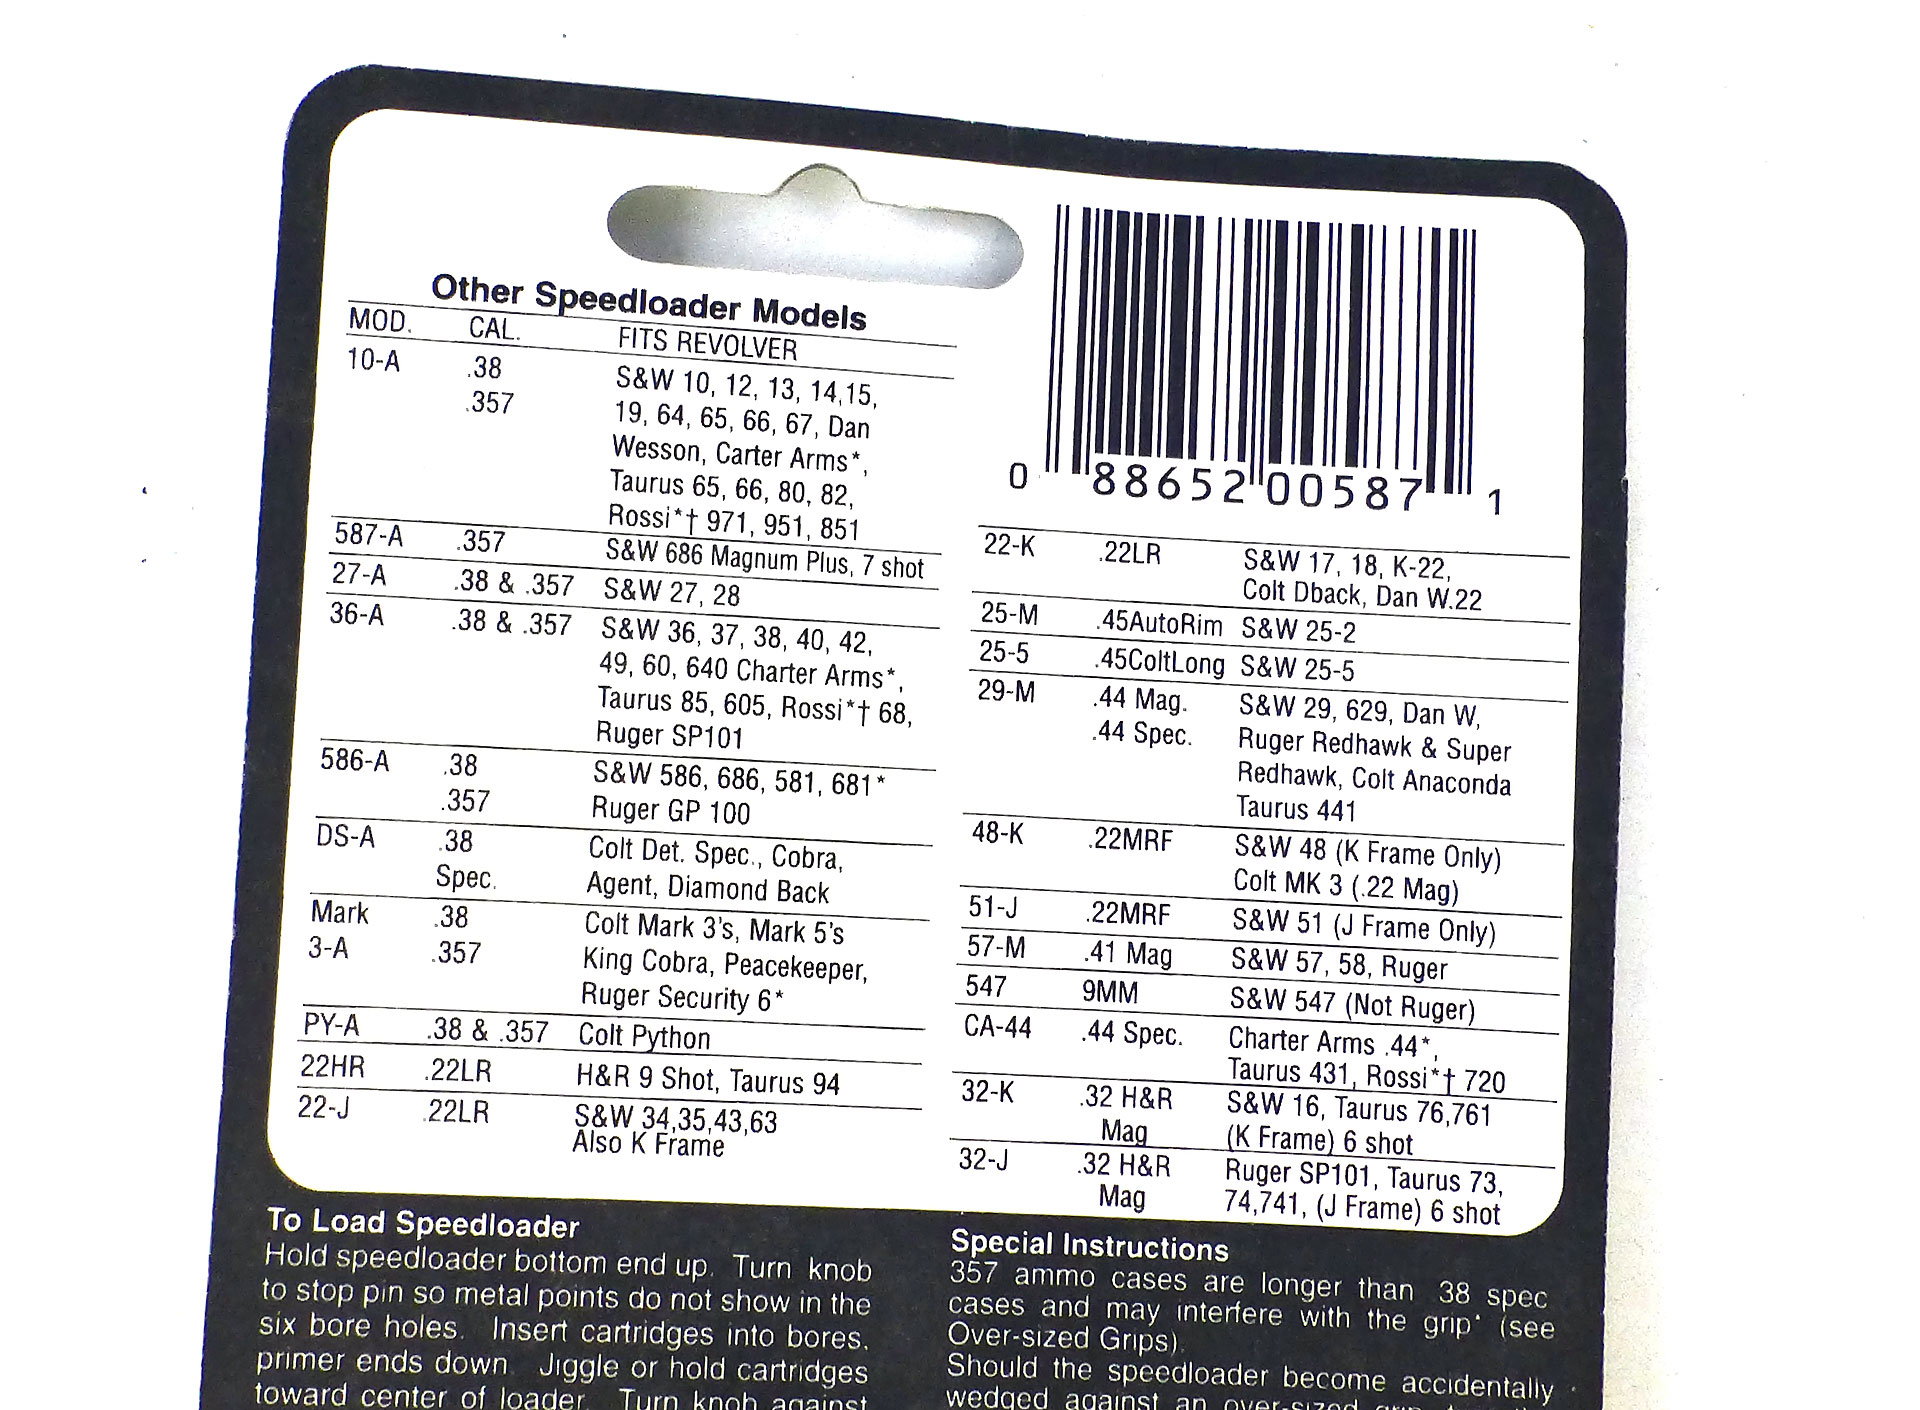 Other Speedloader Models
MOD. CAL. FITS REVOLVER
10-A .38 S&W 10, 12, 13, 14,15,
.357 19, 64, 65, 66, 67, Dan
Wesson, Carter Arms*,
Taurus 65, 66, 80, 82,
Rossi*† 971, 951, 851
587-A .357 S&W 686 Magnum Plus, 7 shot
27-A .38 & .357 S&W 27, 28
36-A .38 & .357 S&W 36, 37, 38, 40, 42,
49, 60, 640 Charter Arms*,
Taurus 85, 605, Rossi*† 68,
Ruger SP101
586-A .38 S&W 586, 686, 581, 681*
.357 Ruger GP 100
DS-A .38 Colt Det. Spec., Cobra,
Spec. Agent, Diamond Back
Mark .38 Colt Mark 3's, Mark 5's
3-A .357 King Cobra, Peacekeeper,
Ruger Security 6*
PY-A .38 & .357 Colt Python
22HR .22LR H&R 9 Shot, Taurus 94
22-J .22LR S&W 34,35,43,63
Also K Frame
0 88652 00587 1
22-K .22LR S&W 17, 18, K-22,
Colt Dback, Dan W.22
25-M .45AutoRim S&W 25-2
25-5 .45ColtLong S&W 25-5
29-M .44 Mag. S&W 29, 629, Dan W,
.44 Spec. Ruger Redhawk & Super
Redhawk, Colt Anaconda
Taurus 441
48-K .22MRF S&W 48 (K Frame Only)
Colt MK 3 (.22 Mag)
51-J .22MRF S&W 51 (J Frame Only)
57-M .41 Mag S&W 57, 58, Ruger
547 9MM S&W 547 (Not Ruger)
CA-44 .44 Spec. Charter Arms .44*,
Taurus 431, Rossi*† 720
32-K .32 H&R S&W 16, Taurus 76,761
Mag (K Frame) 6 shot
32-J .32 H&R Ruger SP101, Taurus 73,
Mag 74,741, (J Frame) 6 shot
To Load Speedloader
Hold speedloader bottom end up. Turn knob
to stop pin so metal points do not show in the
six bore holes. Insert cartridges into bores,
primer ends down Jiggle or hold cartridges
toward center of loader. Turn knob against
Special Instructions
357 ammo cases are longer than 38 spec
cases and may interfere with the grip* (see
Over-sized Grips).
Should the speedloader become accidentally
wedged against an over-sized grip